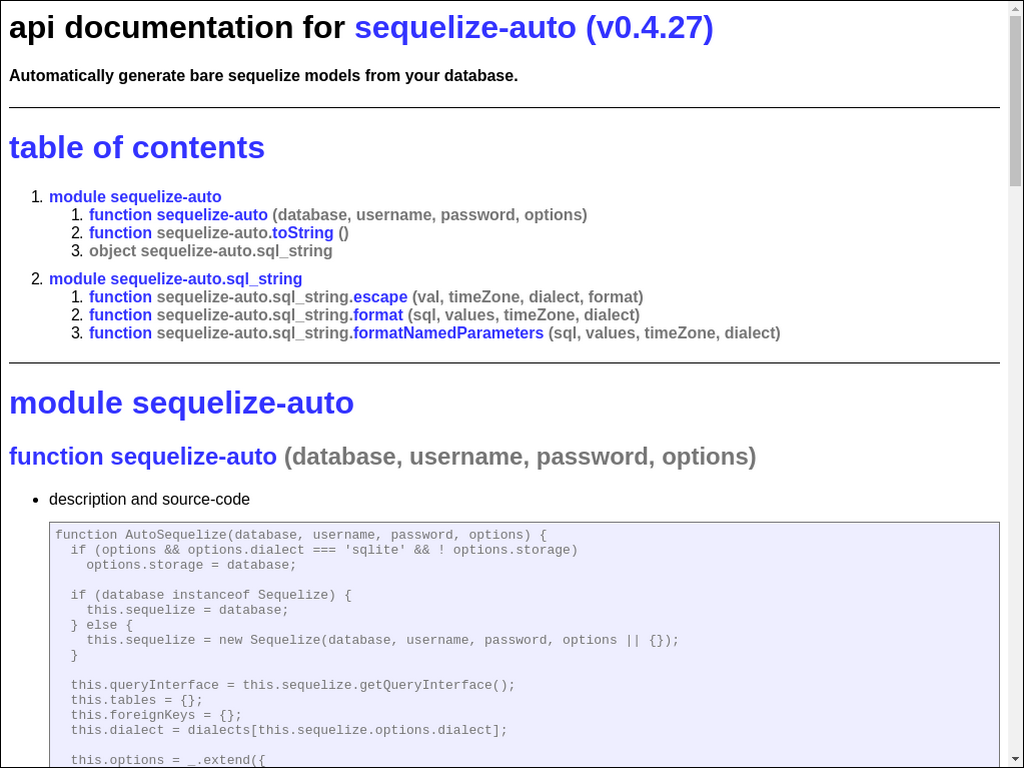 api documentation for sequelize-auto (v0.4.27)
Automatically generate bare sequelize models from your database.
table of contents
1. module sequelize-auto
1. function sequelize-auto (database, username, password, options)
2. function sequelize-auto.toString ()
3. object sequelize-auto.sql_string
2. module sequelize-auto.sql_string
1. function sequelize-auto.sql_string.escape (val, timeZone, dialect, format)
2. function sequelize-auto.sql_string.format (sql, values, timeZone, dialect)
3. function sequelize-auto.sql_string.formatNamedParameters (sql, values, timeZone, dialect)
module sequelize-auto
function sequelize-auto (database, username, password, options)
• description and source-code
function AutoSequelize(database, username, password, options) {
  if (options && options.dialect === 'sqlite' && ! options.storage)
    options.storage = database;
  if (database instanceof Sequelize) {
    this.sequelize = database;
  } else {
    this.sequelize = new Sequelize(database, username, password, options || {});
  }
  this.queryInterface = this.sequelize.getQueryInterface();
  this.tables = {};
  this.foreignKeys = {};
  this.dialect = dialects[this.sequelize.options.dialect];
  this.options = _.extend({